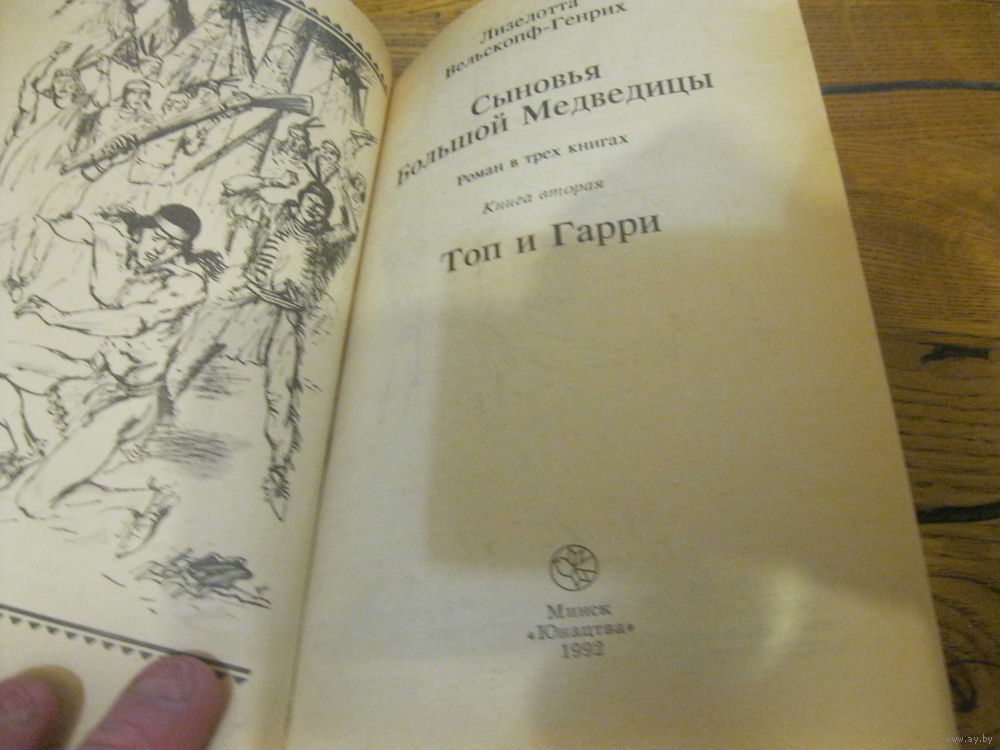 Лизелотта
Вельскопф-Генрих
Сыновья
Большой Медведицы
роман в трех книгах
Книга вторая
Топ и Гарри
Минск
«Юнацтва»
1992
www.ay.by